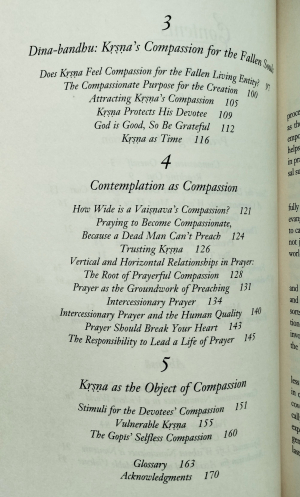 3
Dīna-bandhu: Kṛṣṇa's Compassion for the Fallen Souls
Does Kṛṣṇa Feel Compassion for the Fallen Living Entity? 97
The Compassionate Purpose for the Creation 100
Attracting Kṛṣṇa's Compassion 105
Kṛṣṇa Protects His Devotee 109
God is Good, So Be Grateful 112
Kṛṣṇa as Time 116
4
Contemplation as Compassion
How Wide is a Vaiṣṇava's Compassion? 121
Praying to Become Compassionate,
Because a Dead Man Can't Preach 124
Trusting Kṛṣṇa 126
Vertical and Horizontal Relationships in Prayer:
The Root of Prayerful Compassion 128
Prayer as the Groundwork of Preaching 131
Intercessionary Prayer 134
Intercessionary Prayer and the Human Quality 140
Prayer Should Break Your Heart 143
The Responsibility to Lead a Life of Prayer 145
5
Kṛṣṇa as the Object of Compassion
Stimuli for the Devotees' Compassion 151
Vulnerable Kṛṣṇa 155
The Gopīs' Selfless Compassion 160
Glossary 163
Acknowledgments 170